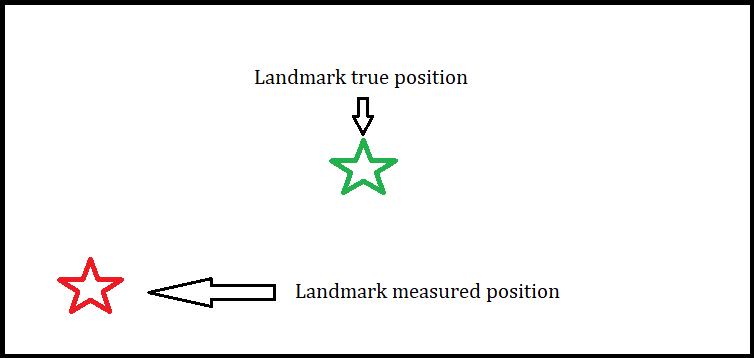 Landmark true position
Landmark measured position